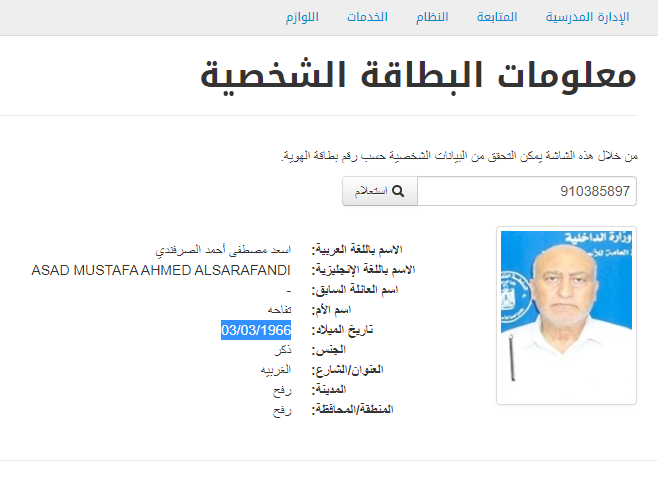 الإدارة المدرسية المتابعة النظام الخدمات اللوازم
معلومات البطاقة الشخصية
من خلال هذه الشاشة يمكن التحقق من البيانات الشخصية حسب رقم بطاقة الهوية.
910385897 استعلام
وزارة الداخلية
الاسم باللغة العربية: اسعد مصطفى أحمد الصرفندي
الاسم باللغة الإنجليزية: ASAD MUSTAFA AHMED ALSARAFANDI
اسم العائلة السابق: -
اسم الأم: تفاحه
تاريخ الميلاد: 03/03/1966
الجنس: ذكر
العنوان/الشارع: الغربيه
المدينة: رفح
المنطقة/المحافظة: رفح